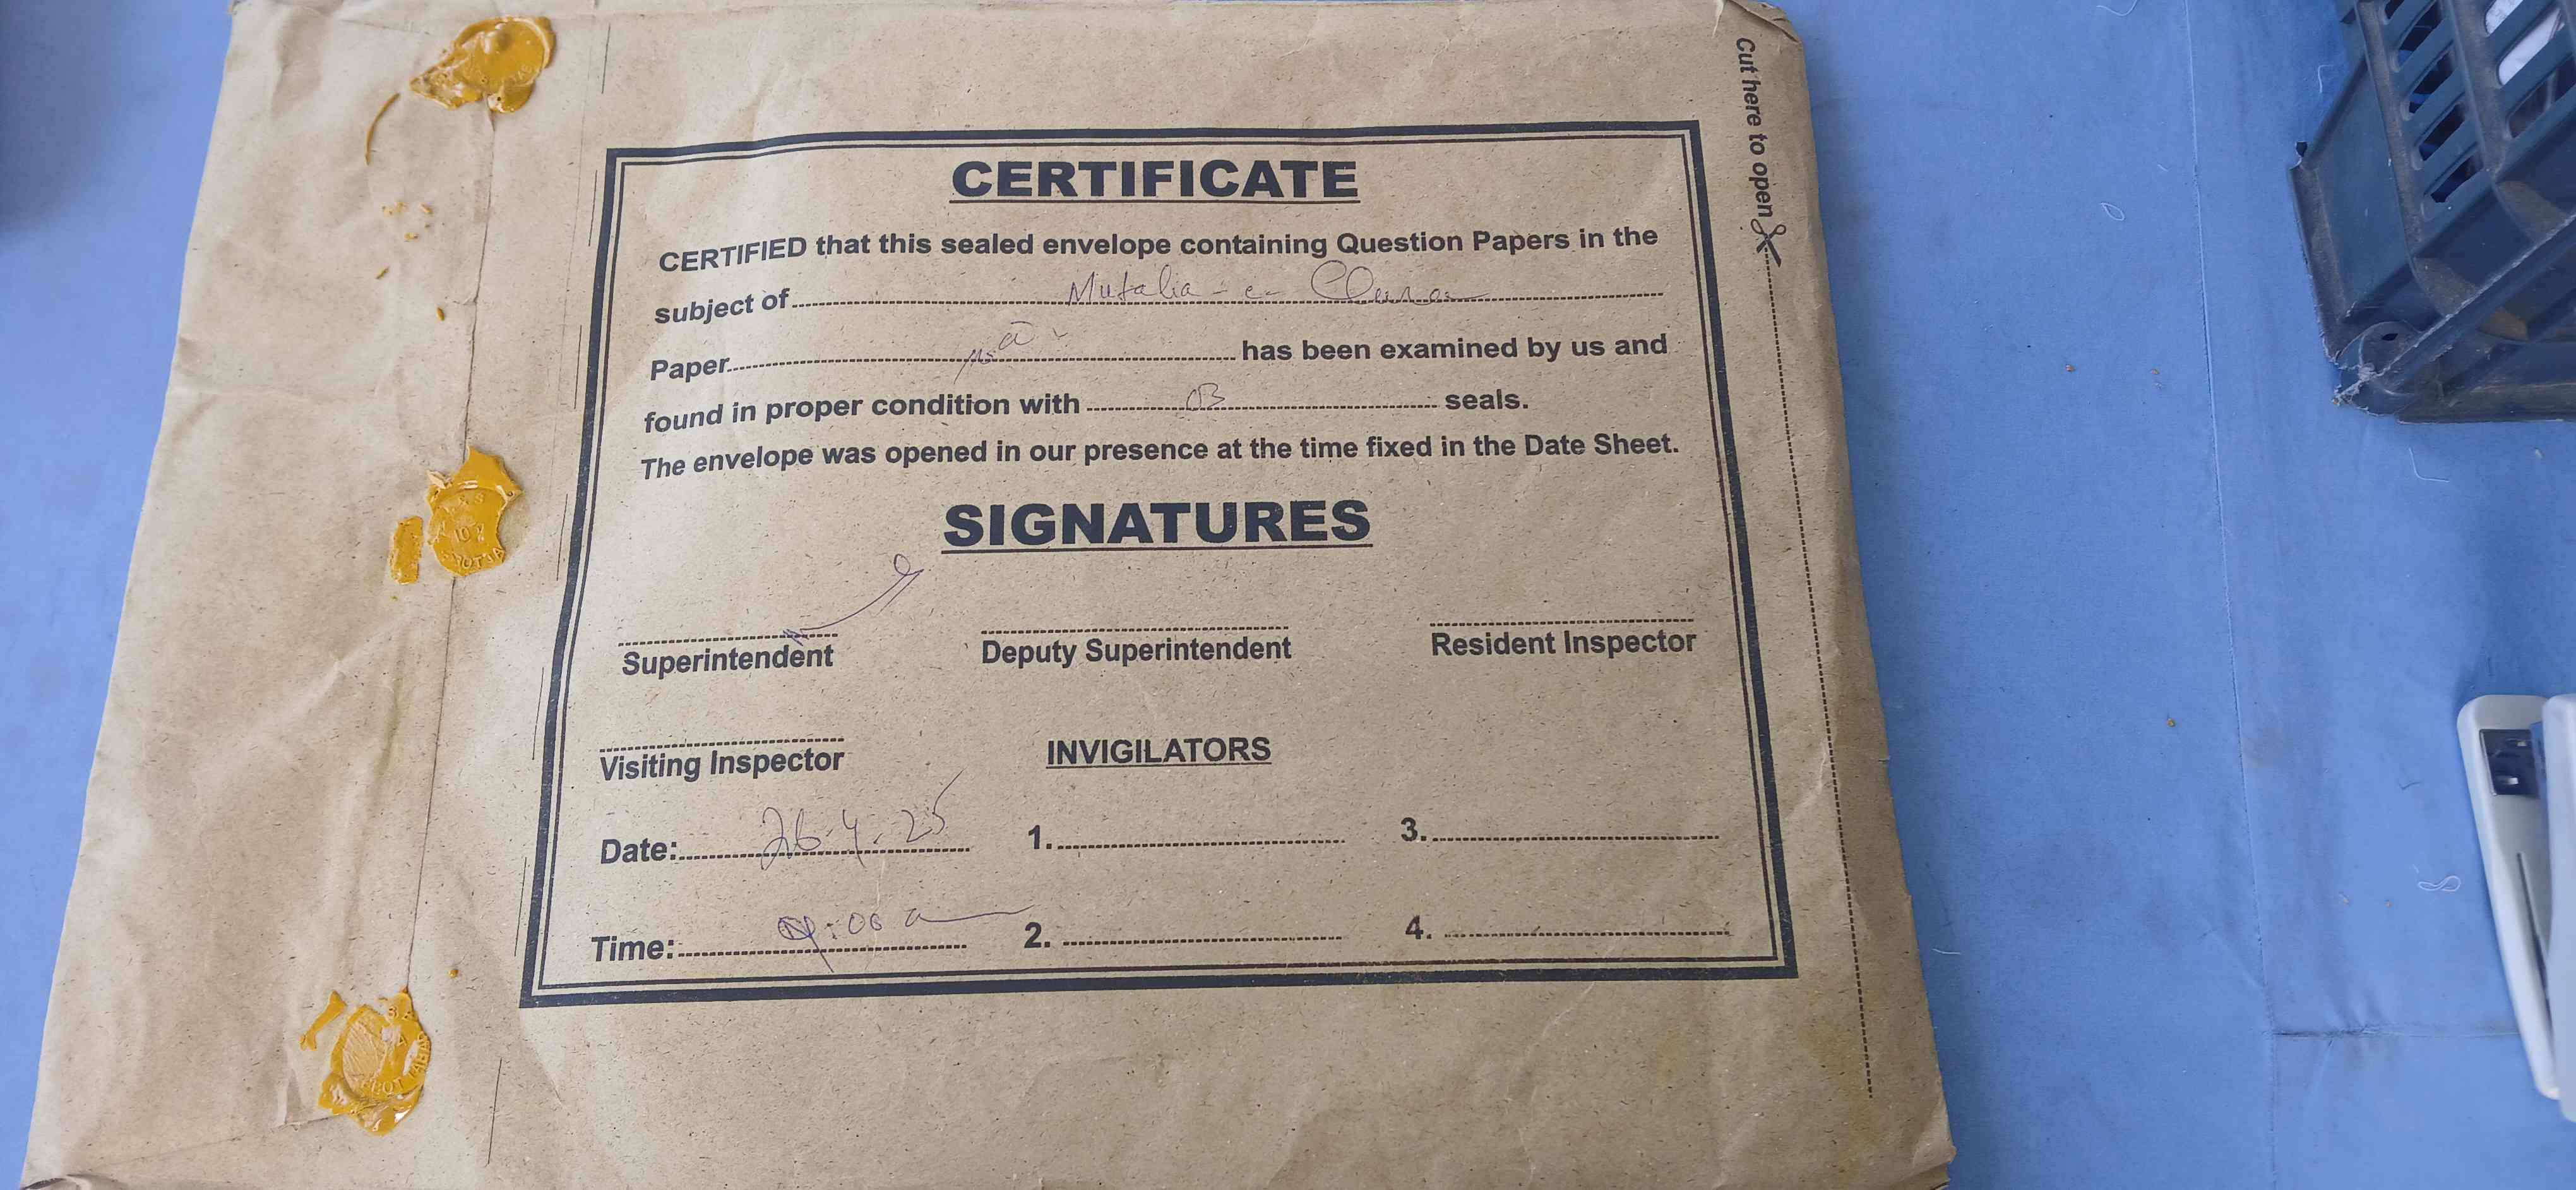 Cut here to open
CERTIFICATE
CERTIFIED that this sealed envelope containing Question Papers in the
subject of Mutalia-e-
Paper has been examined by us and
found in proper condition with 03 seals.
The envelope was opened in our presence at the time fixed in the Date Sheet.
SIGNATURES
Superintendent Deputy Superintendent Resident Inspector
Visiting Inspector INVIGILATORS
Date: 26.4.25 1. 3.
Time: 9:00 2. 4.